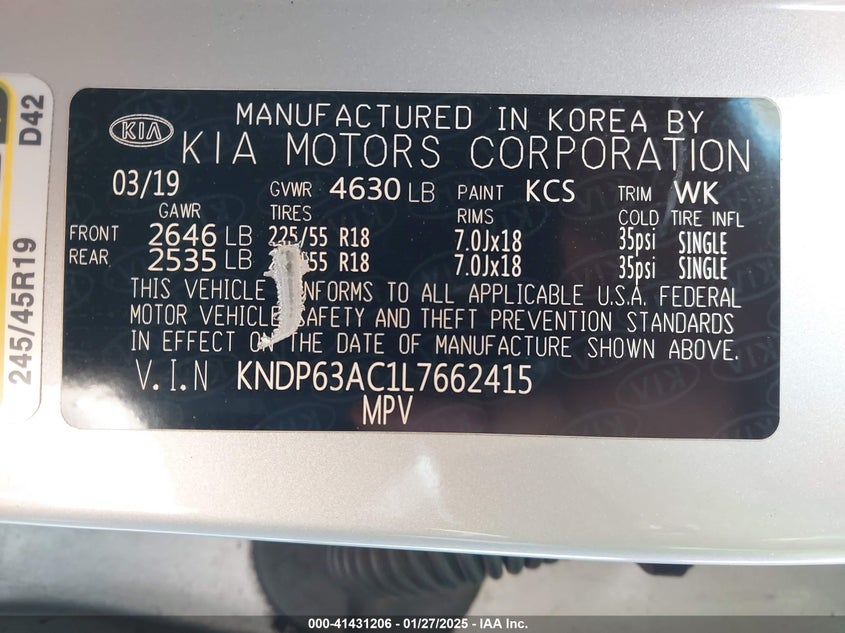 D42
245/45R19
KIA
MANUFACTURED IN KOREA BY
KIA MOTORS CORPORATION
03/19 GVWR 4630 LB PAINT KCS TRIM WK
GAWR TIRES RIMS COLD TIRE INFL
FRONT 2646 LB 225/55 R18 7.0Jx18 35psi SINGLE
REAR 2535 LB 55 R18 7.0Jx18 35psi SINGLE
THIS VEHICLE TO ALL APPLICABLE U.S.A. FEDERAL
MOTOR VEHICLE SAFETY AND THEFT PREVENTION STANDARDS
IN EFFECT ON THE DATE OF MANUFACTURE SHOWN ABOVE.
V.I.N KNDP63AC1L7662415
MPV
000-41431206 — 01/27/2025 — IAA Inc.